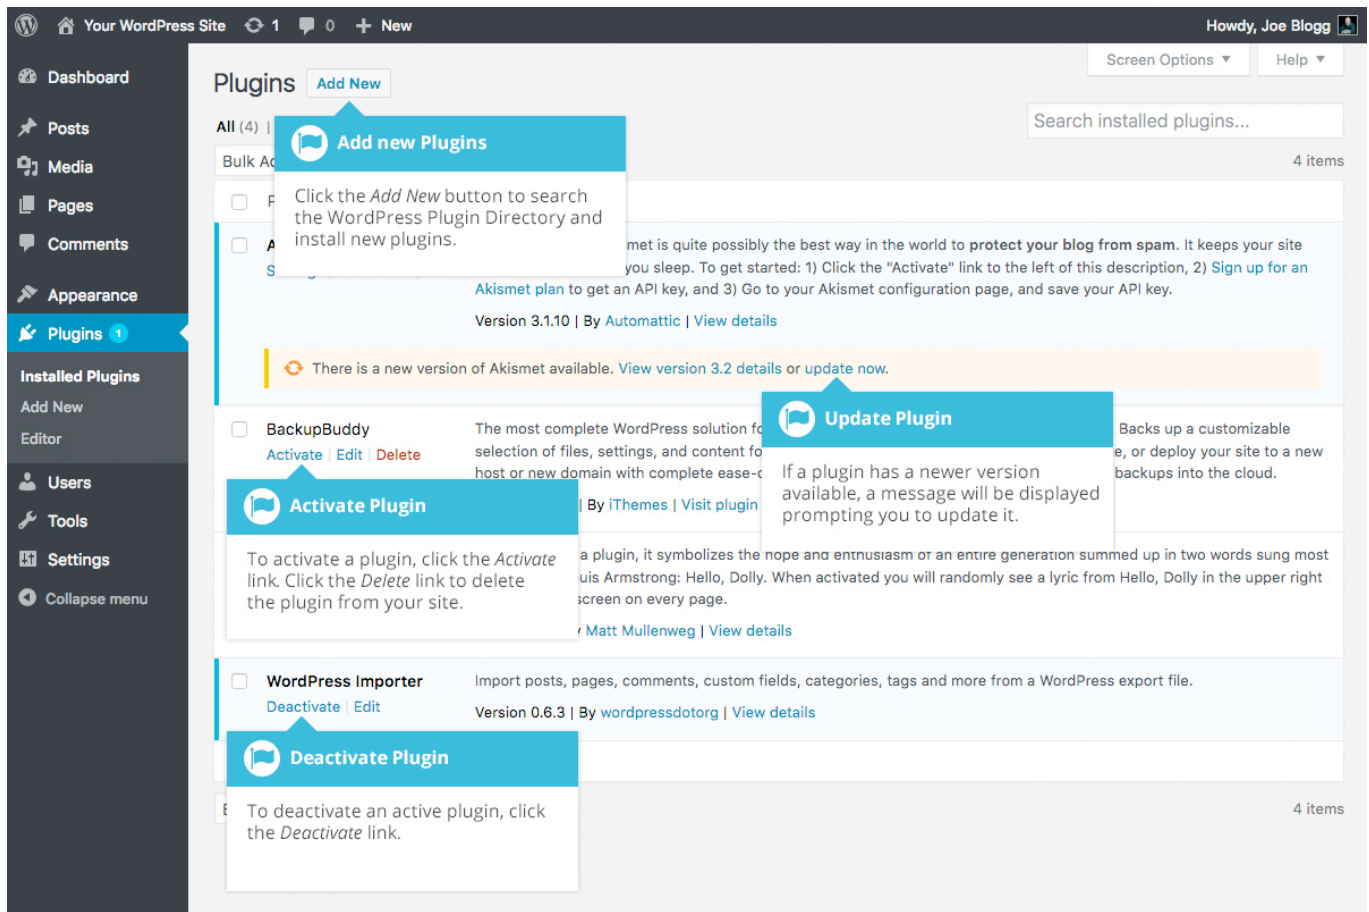 Your WordPress Site 1 0 New Howdy, Joe Blogg
Screen Options Help
Dashboard
Posts
Media
Pages
Comments
Appearance
Plugins 1
Installed Plugins
Add New
Editor
Users
Tools
Settings
Collapse menu
Plugins Add New
All (4) |
Search installed plugins...
Bulk
4 items
Add new Plugins
Click the Add New button to search
the WordPress Plugin Directory and
install new plugins.
met is quite possibly the best way in the world to protect your blog from spam. It keeps your site
you sleep. To get started: 1) Click the "Activate" link to the left of this description, 2) Sign up for an
Akismet plan to get an API key, and 3) Go to your Akismet configuration page, and save your API key.
Version 3.1.10 | By Automattic | View details
There is a new version of Akismet available. View version 3.2 details or update now.
Update Plugin
If a plugin has a newer version
available, a message will be displayed
prompting you to update it.
BackupBuddy
Activate | Edit | Delete
The most complete WordPress solution Backs up a customizable
selection of files, settings, and content e, or deploy your site to a new
host or new domain with complete backups into the cloud.
| By iThemes | Visit plugin
Activate Plugin
To activate a plugin, click the Activate
link. Click the Delete link to delete
the plugin from your site.
a plugin, it symbolizes the hope and enthusiasm of an entire generation summed up in two words sung most
uis Armstrong: Hello, Dolly. When activated you will randomly see a lyric from Hello, Dolly in the upper right
screen on every page.
Matt Mullenweg | View details
WordPress Importer
Deactivate | Edit
Import posts, pages, comments, custom fields, categories, tags and more from a WordPress export file.
Version 0.6.3 | By wordpressdotorg | View details
Deactivate Plugin
To deactivate an active plugin, click
the Deactivate link.
4 items